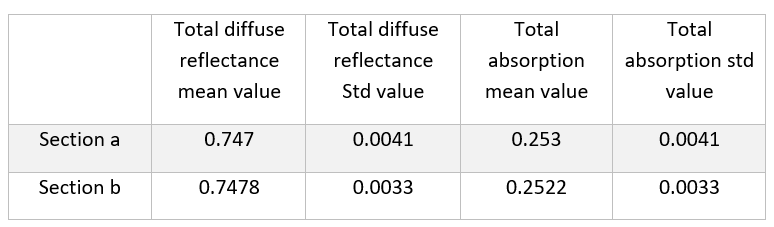 Total diffuse reflectance mean value	Total diffuse reflectance Std value	Total absorption mean value	Total absorption std value
Section a	0.747	0.0041	0.253	0.0041
Section b	0.7478	0.0033	0.2522	0.0033